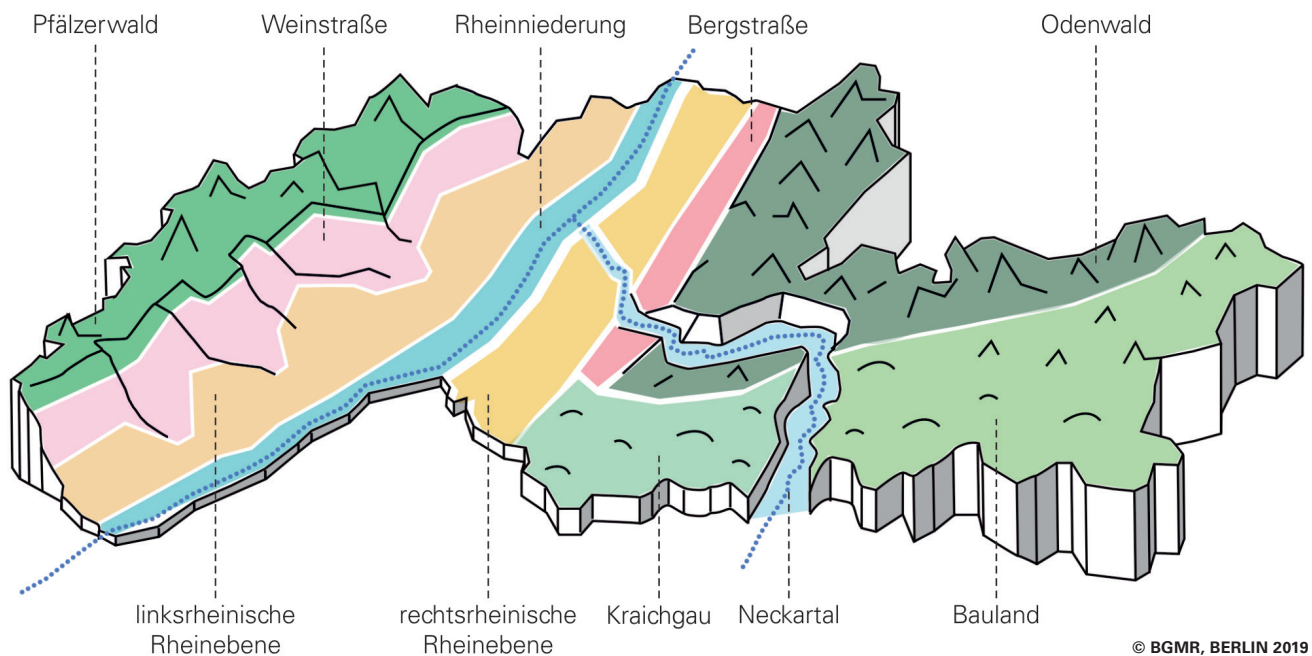 Pfälzerwald
Weinstraße
Rheinniederung
Bergstraße
Odenwald
linksrheinische
Rheinebene
rechtsrheinische
Rheinebene
Kraichgau
Neckartal
Bauland
© BGMR, BERLIN 2019